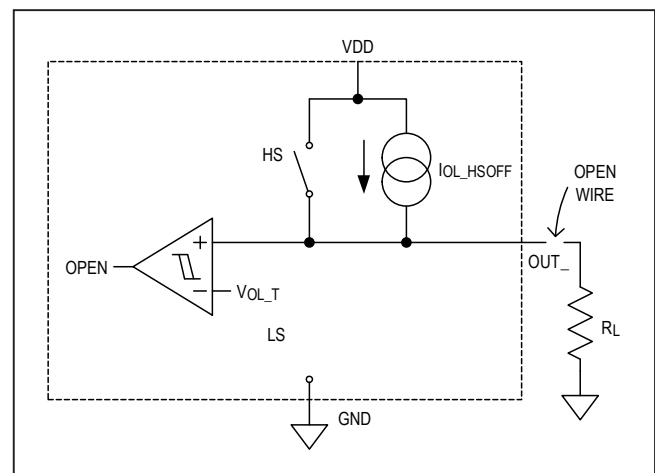 VDD
HS
IOL_HSOFF
OPEN
WIRE
+
OPEN
OUT_
−
VOL_T
LS
RL
GND